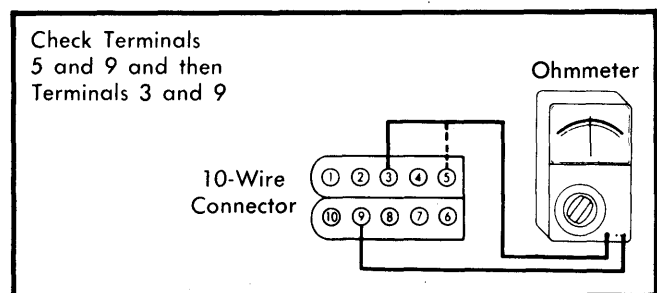 Check Terminals
5 and 9 and then
Terminals 3 and 9
Ohmmeter
10-Wire
Connector
1 2 3 4 5
10 9 8 7 6